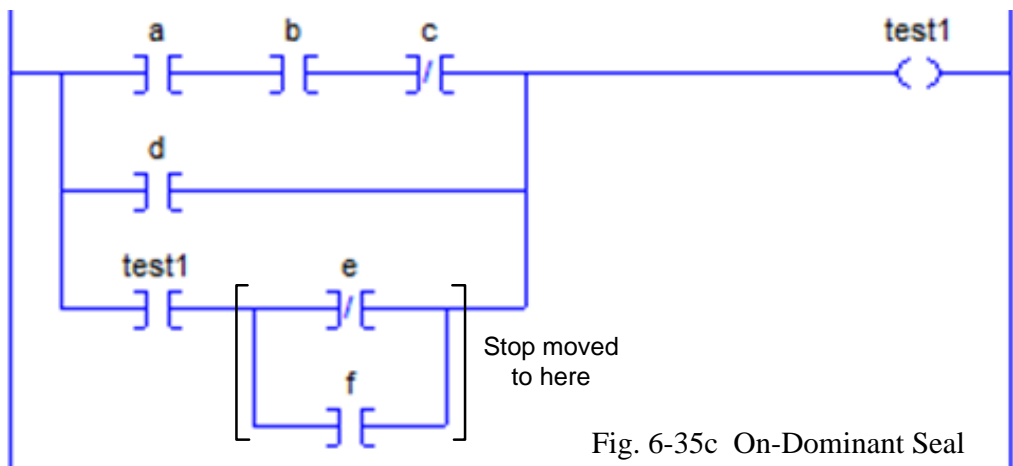 a b c test1
d
test1 e
f
Stop moved
to here
Fig. 6-35c On-Dominant Seal